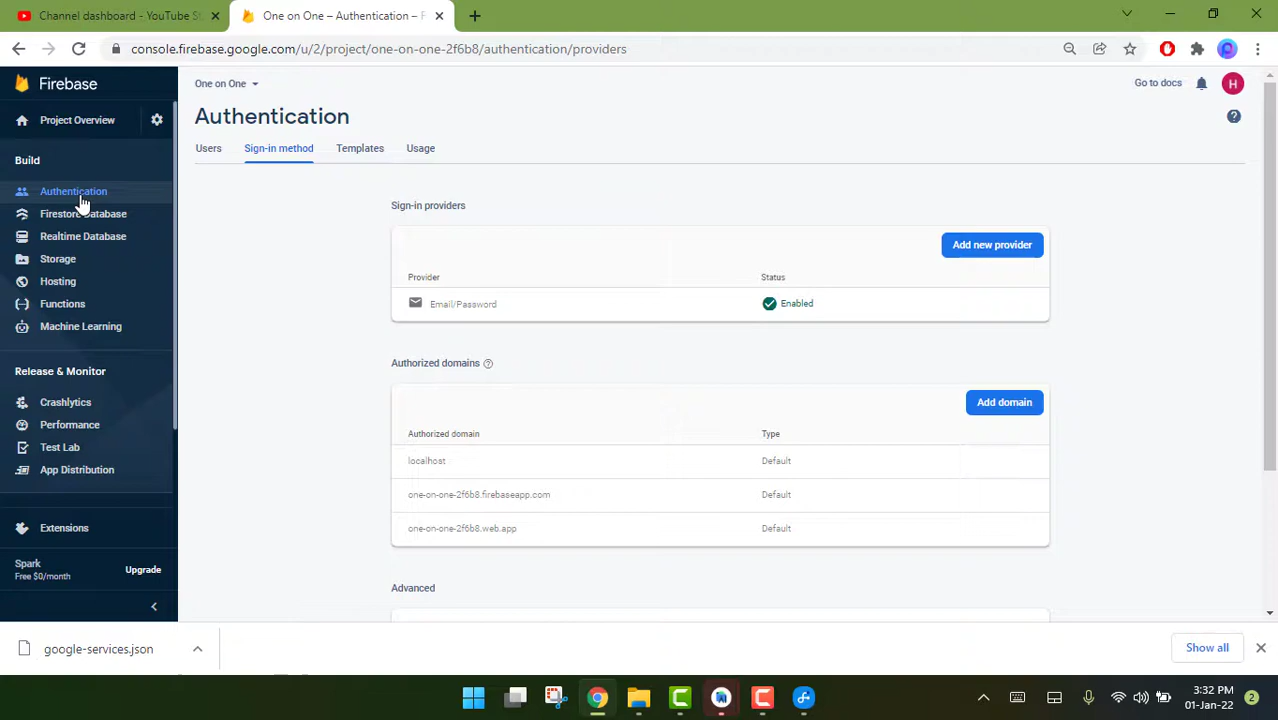 Channel dashboard - YouTube St
One on One – Authentication – F
console.firebase.google.com/u/2/project/one-on-one-2f6b8/authentication/providers
Firebase
One on One
Go to docs
H
Project Overview
Authentication
Build
Users
Sign-in method
Templates
Usage
Authentication
Firestore Database
Realtime Database
Storage
Hosting
Functions
Machine Learning
Sign-in providers
Add new provider
Provider
Status
Email/Password
Enabled
Authorized domains
Add domain
Authorized domain
Type
localhost
Default
one-on-one-2f6b8.firebaseapp.com
Default
one-on-one-2f6b8.web.app
Default
Advanced
Release & Monitor
Crashlytics
Performance
Test Lab
App Distribution
Extensions
Spark
Free $0/month
Upgrade
google-services.json
Show all
3:32 PM
01-Jan-22
2